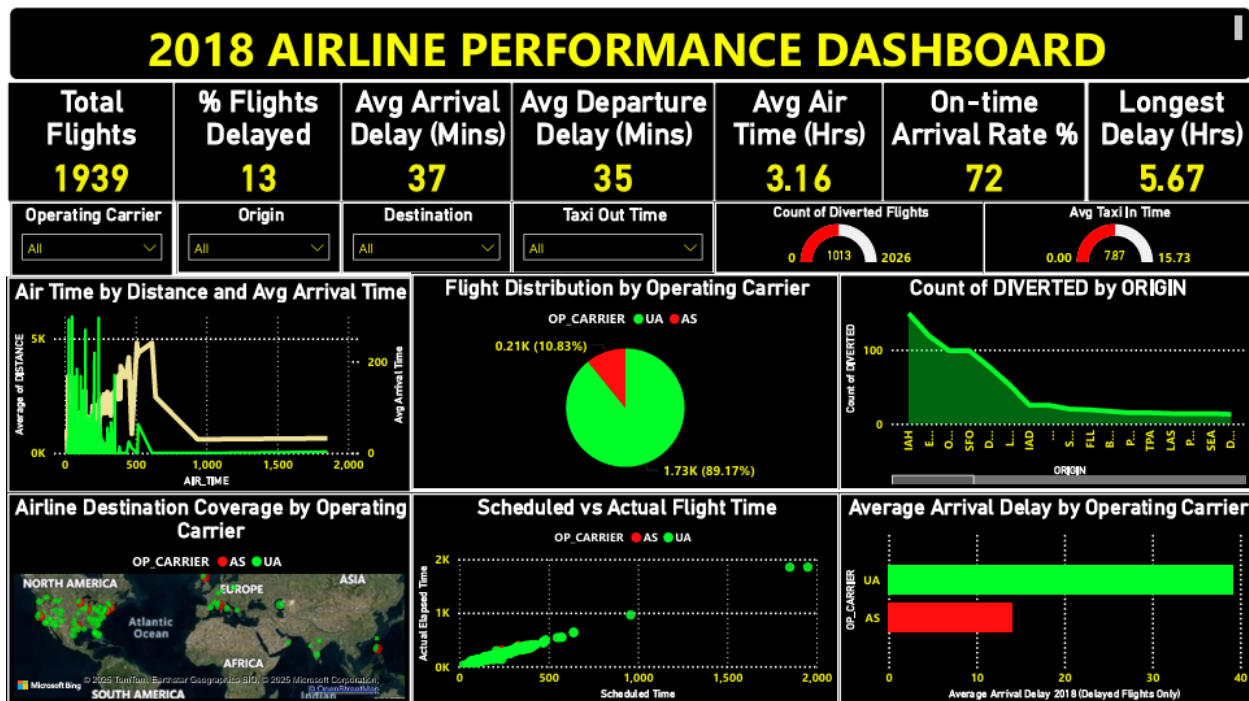 2018 AIRLINE PERFORMANCE DASHBOARD
Total
Flights
1939
% Flights
Delayed
13
Avg Arrival
Delay (Mins)
37
Avg Departure
Delay (Mins)
35
Avg Air
Time (Hrs)
3.16
On-time
Arrival Rate %
72
Longest
Delay (Hrs)
5.67
Operating Carrier
All
Origin
All
Destination
All
Taxi Out Time
All
Count of Diverted Flights
0
1013
2026
Avg Taxi In Time
0.00
7.87
15.73
Air Time by Distance and Avg Arrival Time
Average of DISTANCE
5K
0K
200
0
Avg Arrival Time
0
500
1,000
1,500
2,000
AIR_TIME
Flight Distribution by Operating Carrier
OP_CARRIER UA AS
0.21K (10.83%)
1.73K (89.17%)
Count of DIVERTED by ORIGIN
Count of DIVERTED
100
0
IAH
E...
O...
SFO
D...
L...
IAD
...
S...
FLL
B...
P...
TPA
LAS
P...
SEA
D...
ORIGIN
Airline Destination Coverage by Operating
Carrier
OP_CARRIER AS UA
NORTH AMERICA
EUROPE
ASIA
Atlantic
Ocean
AFRICA
SOUTH AMERICA
Indian
Microsoft Bing
© 2025 TomTom, Earthstar Geographics SIO, © 2025 Microsoft Corporation,
© OpenStreetMap
Scheduled vs Actual Flight Time
OP_CARRIER AS UA
Actual Elapsed Time
2K
1K
0K
0
500
1,000
1,500
2,000
Scheduled Time
Average Arrival Delay by Operating Carrier
OP_CARRIER
UA
AS
0
10
20
30
40
Average Arrival Delay 2018 (Delayed Flights Only)